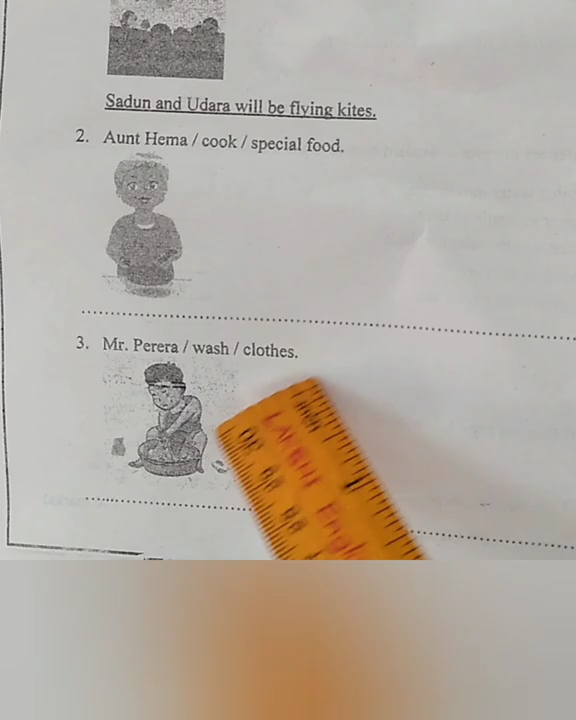 Sadun and Udara will be flying kites.
2. Aunt Hema / cook / special food.
3. Mr. Perera / wash / clothes.